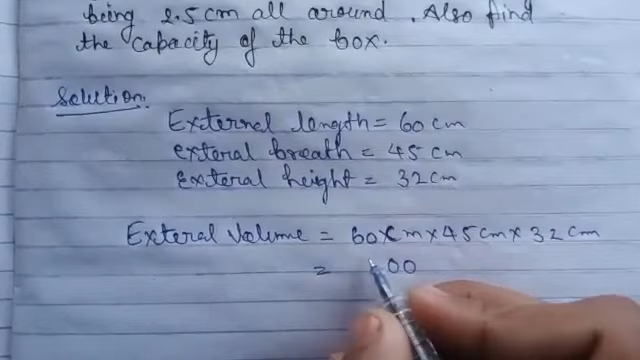 being 2.5 cm all around. Also find
the capacity of the box.
Solution:
External length = 60 cm
exteral breath = 45 cm
Exteral height = 32 cm
Exteral Volume = 60 cm x 45 cm x 32 cm
= 00